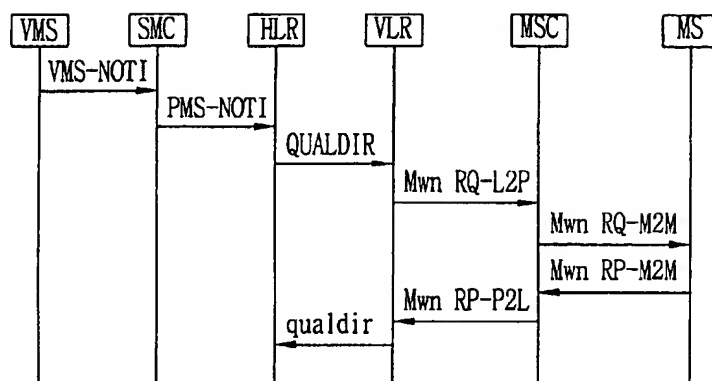 VMS SMC HLR VLR MSC MS
VMS-NOTI
PMS-NOTI
QUALDIR
Mwn RQ-L2P
Mwn RQ-M2M
Mwn RP-M2M
Mwn RP-P2L
qualdir